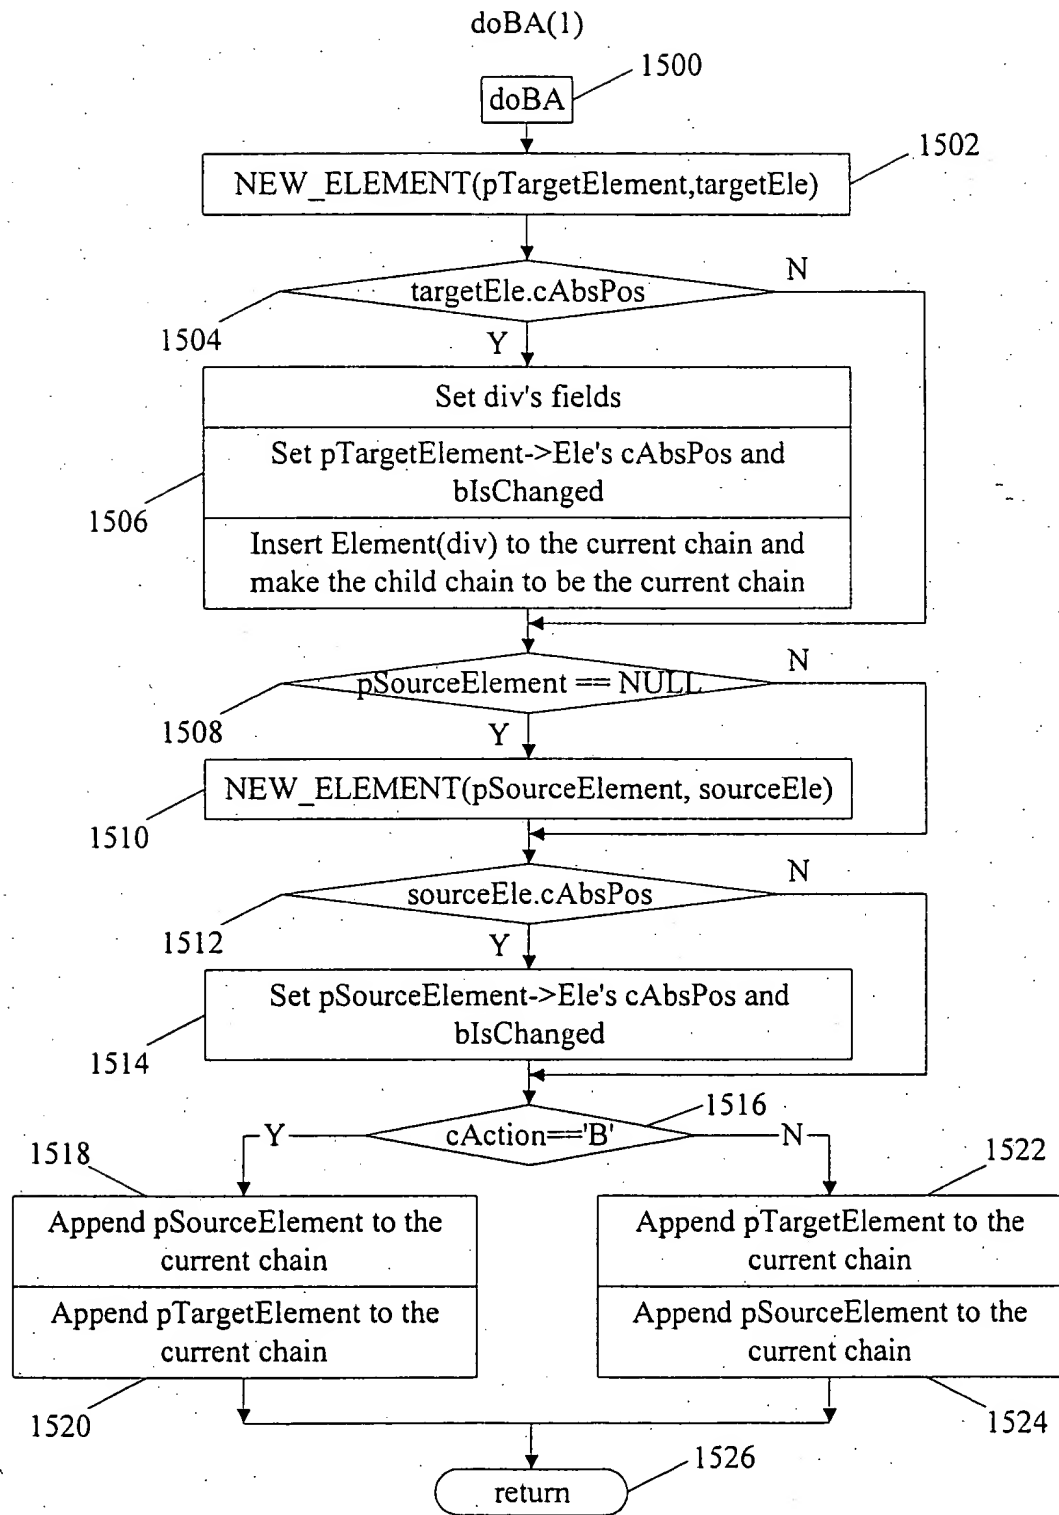 doBA(1)
1500
doBA
1502
NEW_ELEMENT(pTargetElement,targetEle)
N
targetEle.cAbsPos
1504
Y
Set div's fields
Set pTargetElement->Ele's cAbsPos and
bIsChanged
1506
Insert Element(div) to the current chain and
make the child chain to be the current chain
N
pSourceElement == NULL
1508
Y
NEW_ELEMENT(pSourceElement, sourceEle)
1510
N
sourceEle.cAbsPos
1512
Y
Set pSourceElement->Ele's cAbsPos and
bIsChanged
1514
1516
Y
cAction=='B'
N
1518
1522
Append pSourceElement to the
current chain
Append pTargetElement to the
current chain
Append pTargetElement to the
current chain
Append pSourceElement to the
current chain
1520
1524
1526
return